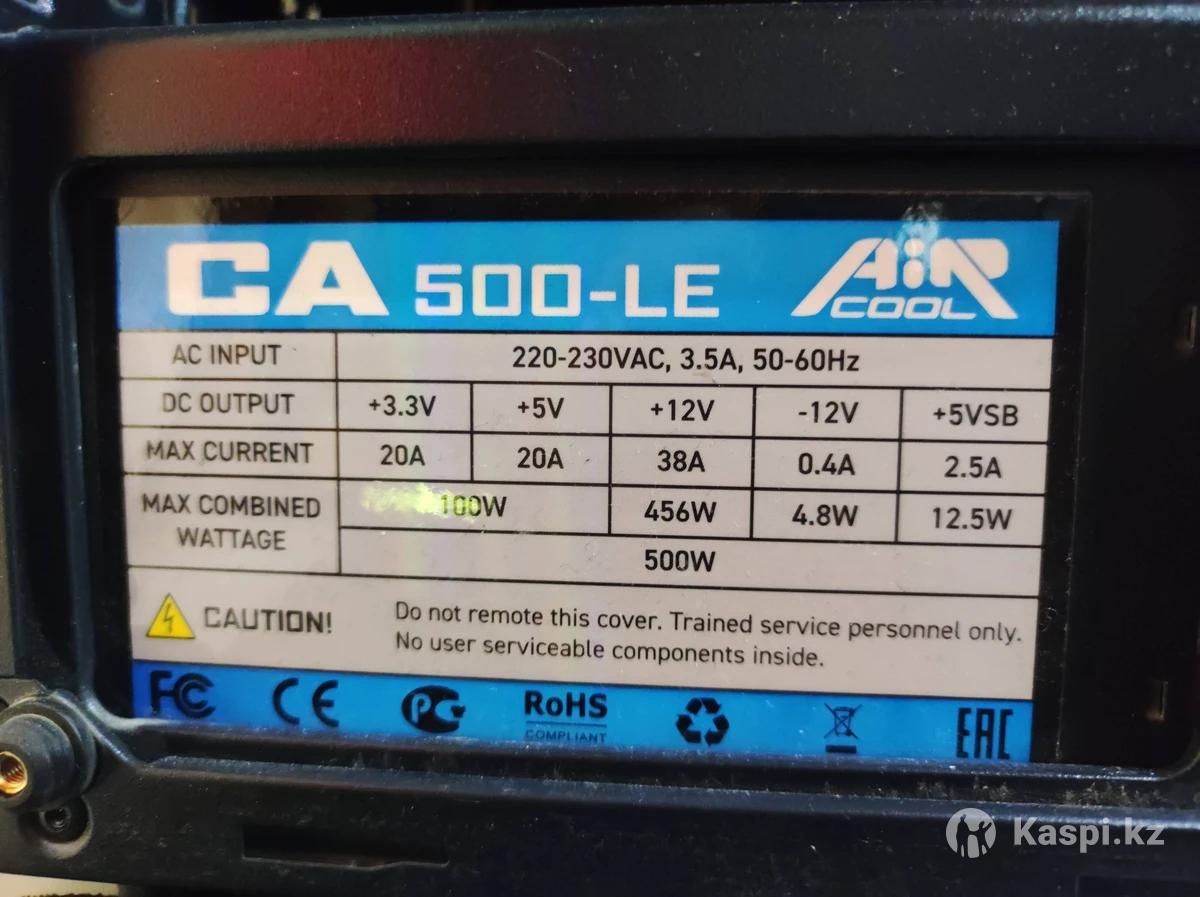 CA 500-LE AiR COOL
AC INPUT 220-230VAC, 3.5A, 50-60Hz
DC OUTPUT +3.3V +5V +12V -12V +5VSB
MAX CURRENT 20A 20A 38A 0.4A 2.5A
MAX COMBINED WATTAGE 100W 456W 4.8W 12.5W
500W
CAUTION! Do not remote this cover. Trained service personnel only.
No user serviceable components inside.
FC CE PG RoHS EAC
COMPLIANT
Kaspi.kz